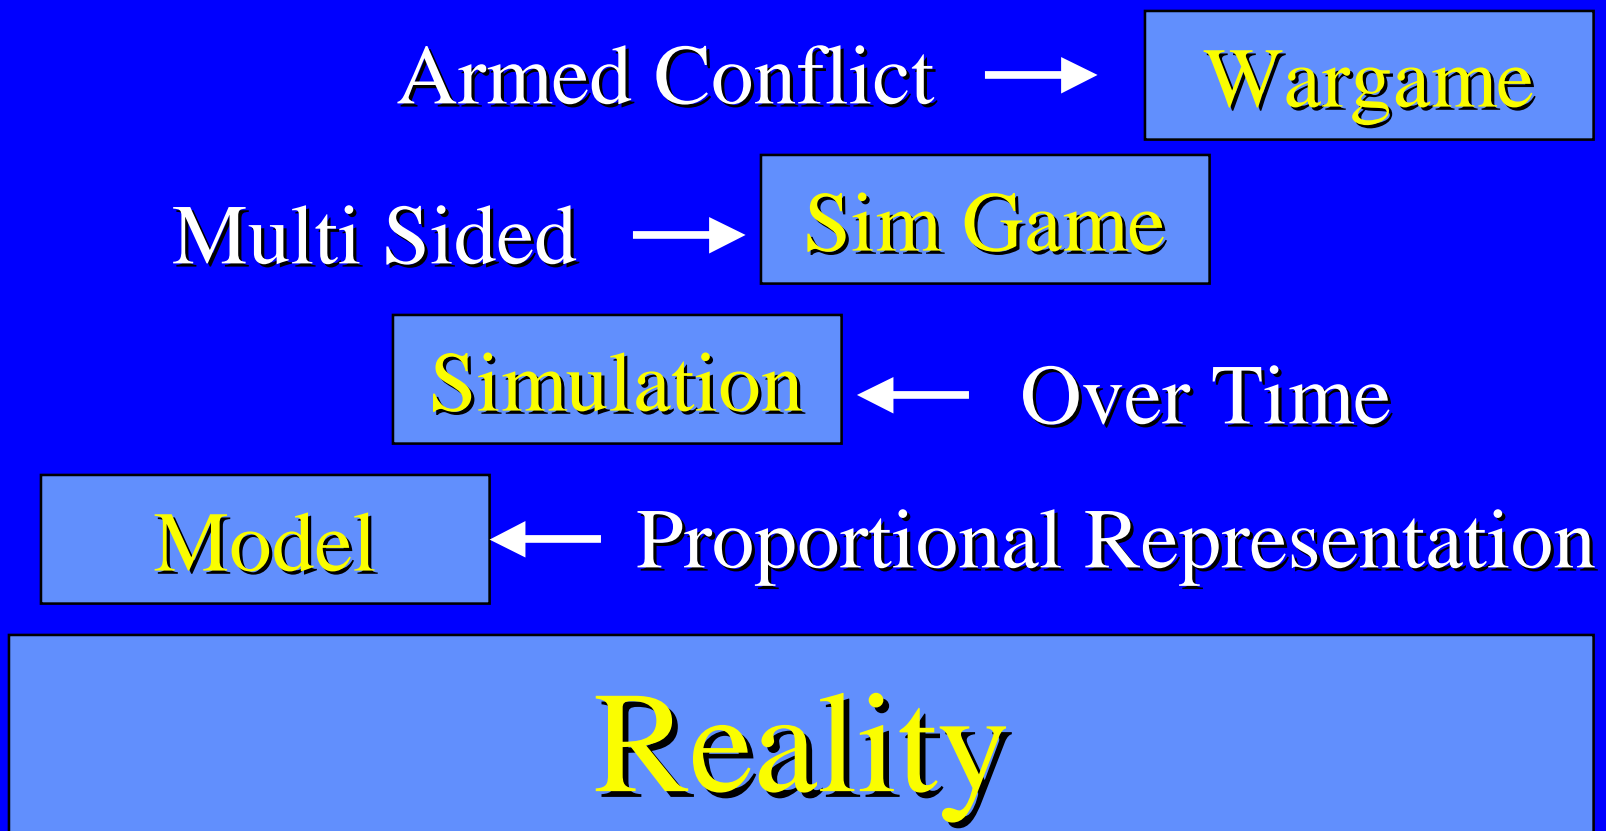 Armed Conflict
Wargame
Multi Sided
Sim Game
Simulation
Over Time
Model
Proportional Representation
Reality